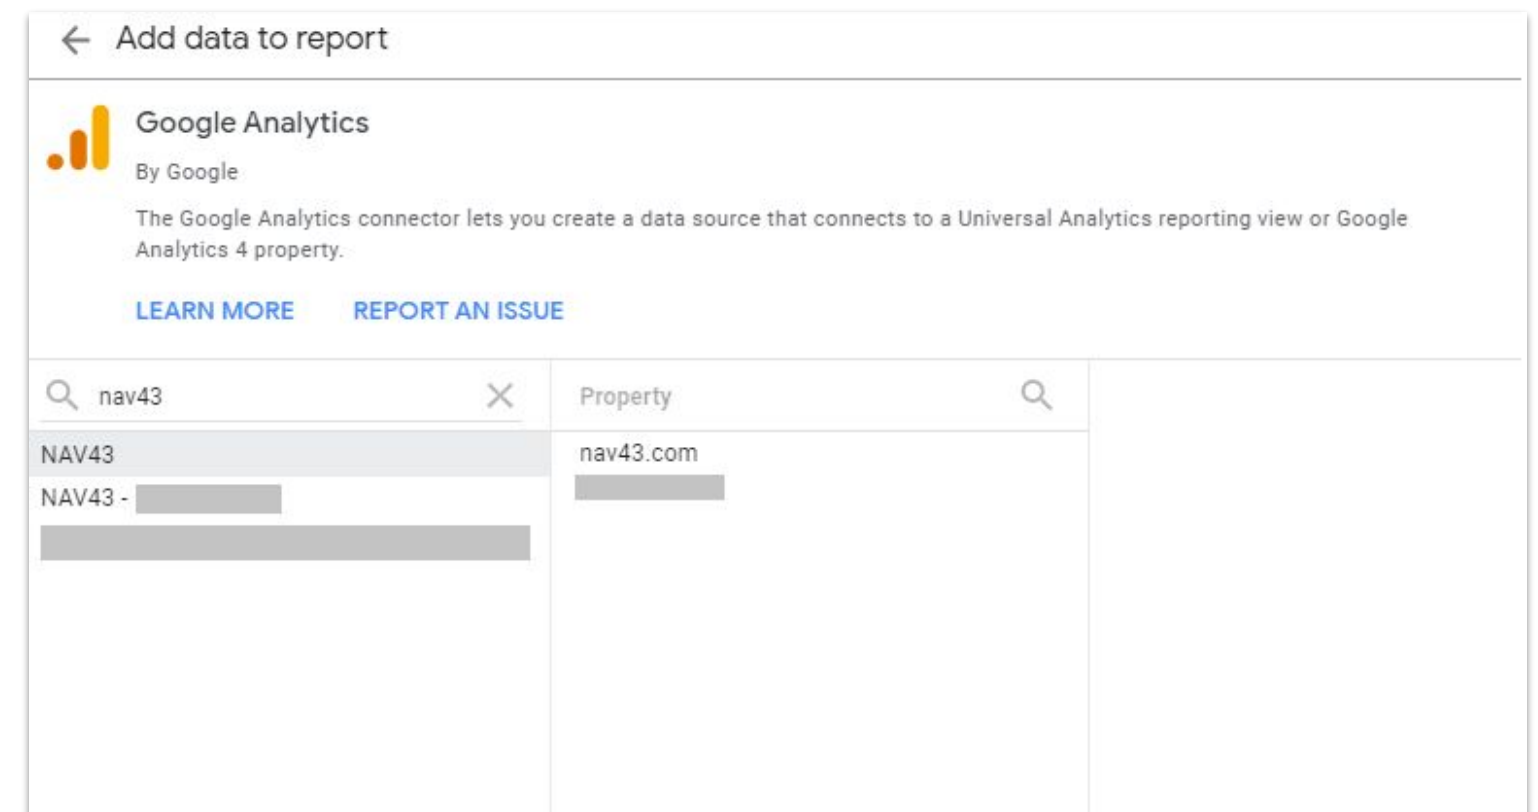 Add data to report
Google Analytics
By Google
The Google Analytics connector lets you create a data source that connects to a Universal Analytics reporting view or Google
Analytics 4 property.
LEARN MORE REPORT AN ISSUE
nav43
Property
NAV43
nav43.com
NAV43 -